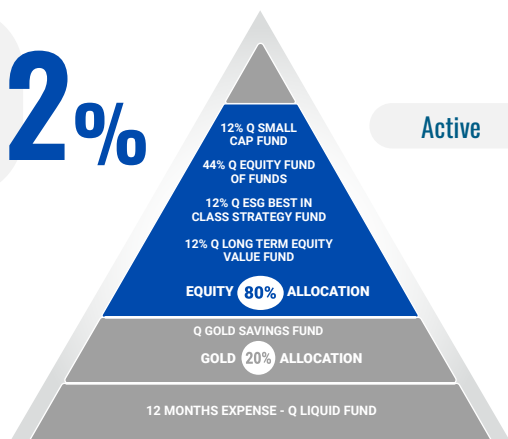 2%
Active
12% Q SMALL
CAP FUND
44% Q EQUITY FUND
OF FUNDS
12% Q ESG BEST IN
CLASS STRATEGY FUND
12% Q LONG TERM EQUITY
VALUE FUND
EQUITY 80% ALLOCATION
Q GOLD SAVINGS FUND
GOLD 20% ALLOCATION
12 MONTHS EXPENSE - Q LIQUID FUND